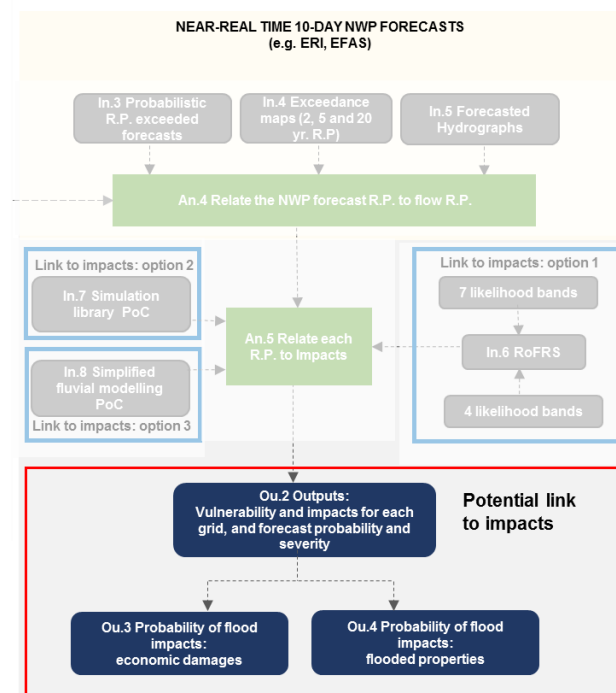 NEAR-REAL TIME 10-DAY NWP FORECASTS
(e.g. ERI, EFAS)
In.3 Probabilistic
R.P. exceeded
forecasts
In.4 Exceedance
maps (2, 5 and 20
yr. R.P)
In.5 Forecasted
Hydrographs
An.4 Relate the NWP forecast R.P. to flow R.P.
Link to impacts: option 2
In.7 Simulation
library PoC
In.8 Simplified
fluvial modelling
PoC
Link to impacts: option 3
An.5 Relate each
R.P. to Impacts
Link to impacts: option 1
7 likelihood bands
In.6 RoFRS
4 likelihood bands
Ou.2 Outputs:
Vulnerability and impacts for each
grid, and forecast probability and
severity
Potential link
to impacts
Ou.3 Probability of flood
impacts:
economic damages
Ou.4 Probability of flood
impacts:
flooded properties